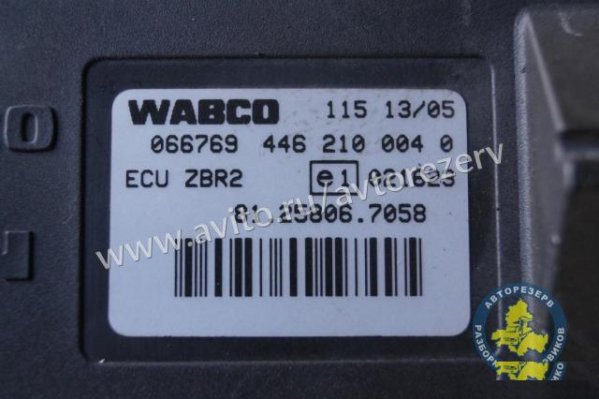 WABCO 115 13/05
066769 446 210 004 0
ECU ZBR2 e1 021623
81.25806.7058
www.avito.ru/avtorezerv
АВТОРЕЗЕРВ